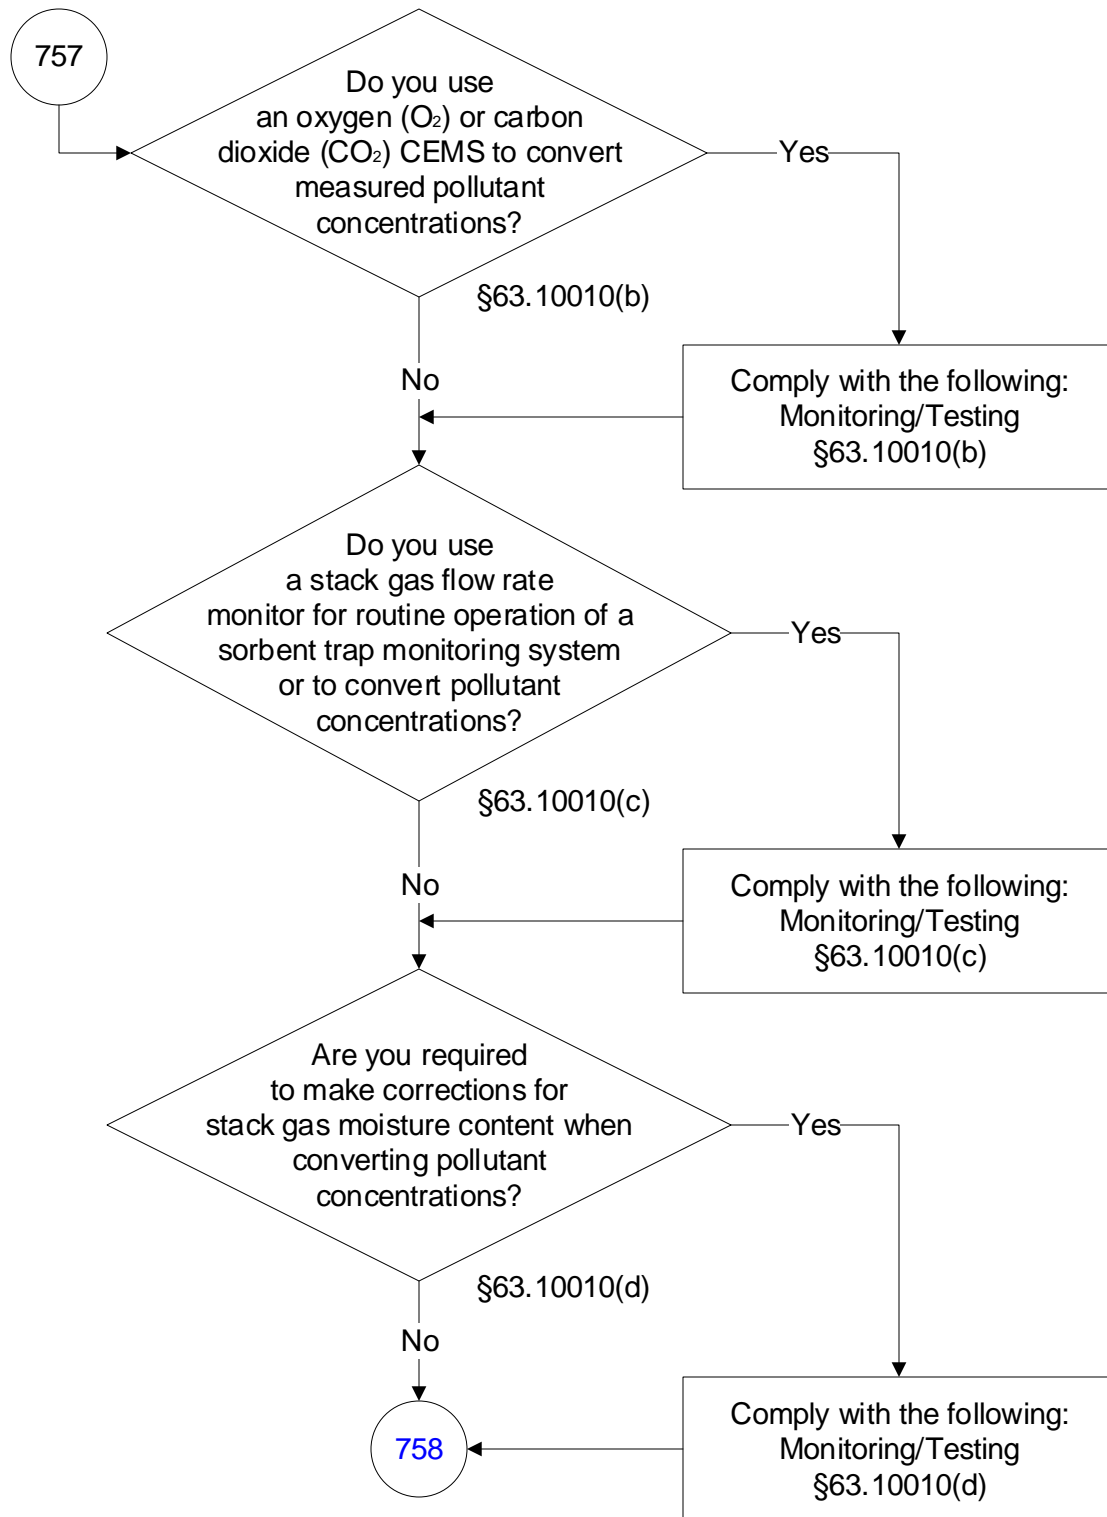 757
Do you use
an oxygen (O₂) or carbon
dioxide (CO₂) CEMS to convert
measured pollutant
concentrations?
Yes
§63.10010(b)
No
Comply with the following:
Monitoring/Testing
§63.10010(b)
Do you use
a stack gas flow rate
monitor for routine operation of a
sorbent trap monitoring system
or to convert pollutant
concentrations?
Yes
§63.10010(c)
No
Comply with the following:
Monitoring/Testing
§63.10010(c)
Are you required
to make corrections for
stack gas moisture content when
converting pollutant
concentrations?
Yes
§63.10010(d)
No
Comply with the following:
Monitoring/Testing
§63.10010(d)
758